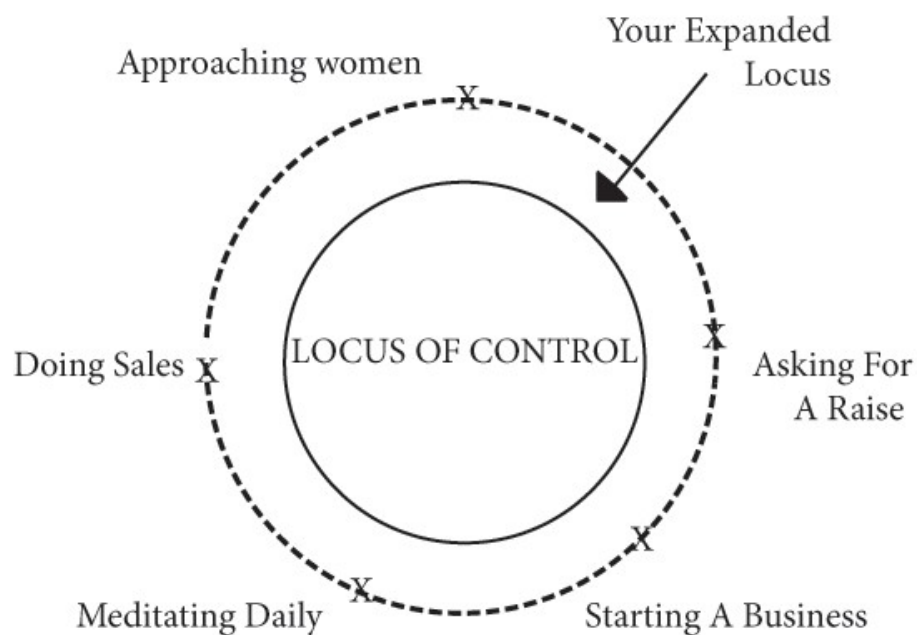 Your Expanded
Locus
Approaching women
X
LOCUS OF CONTROL
X
Doing Sales
X
Asking For
A Raise
X
X
Meditating Daily
Starting A Business